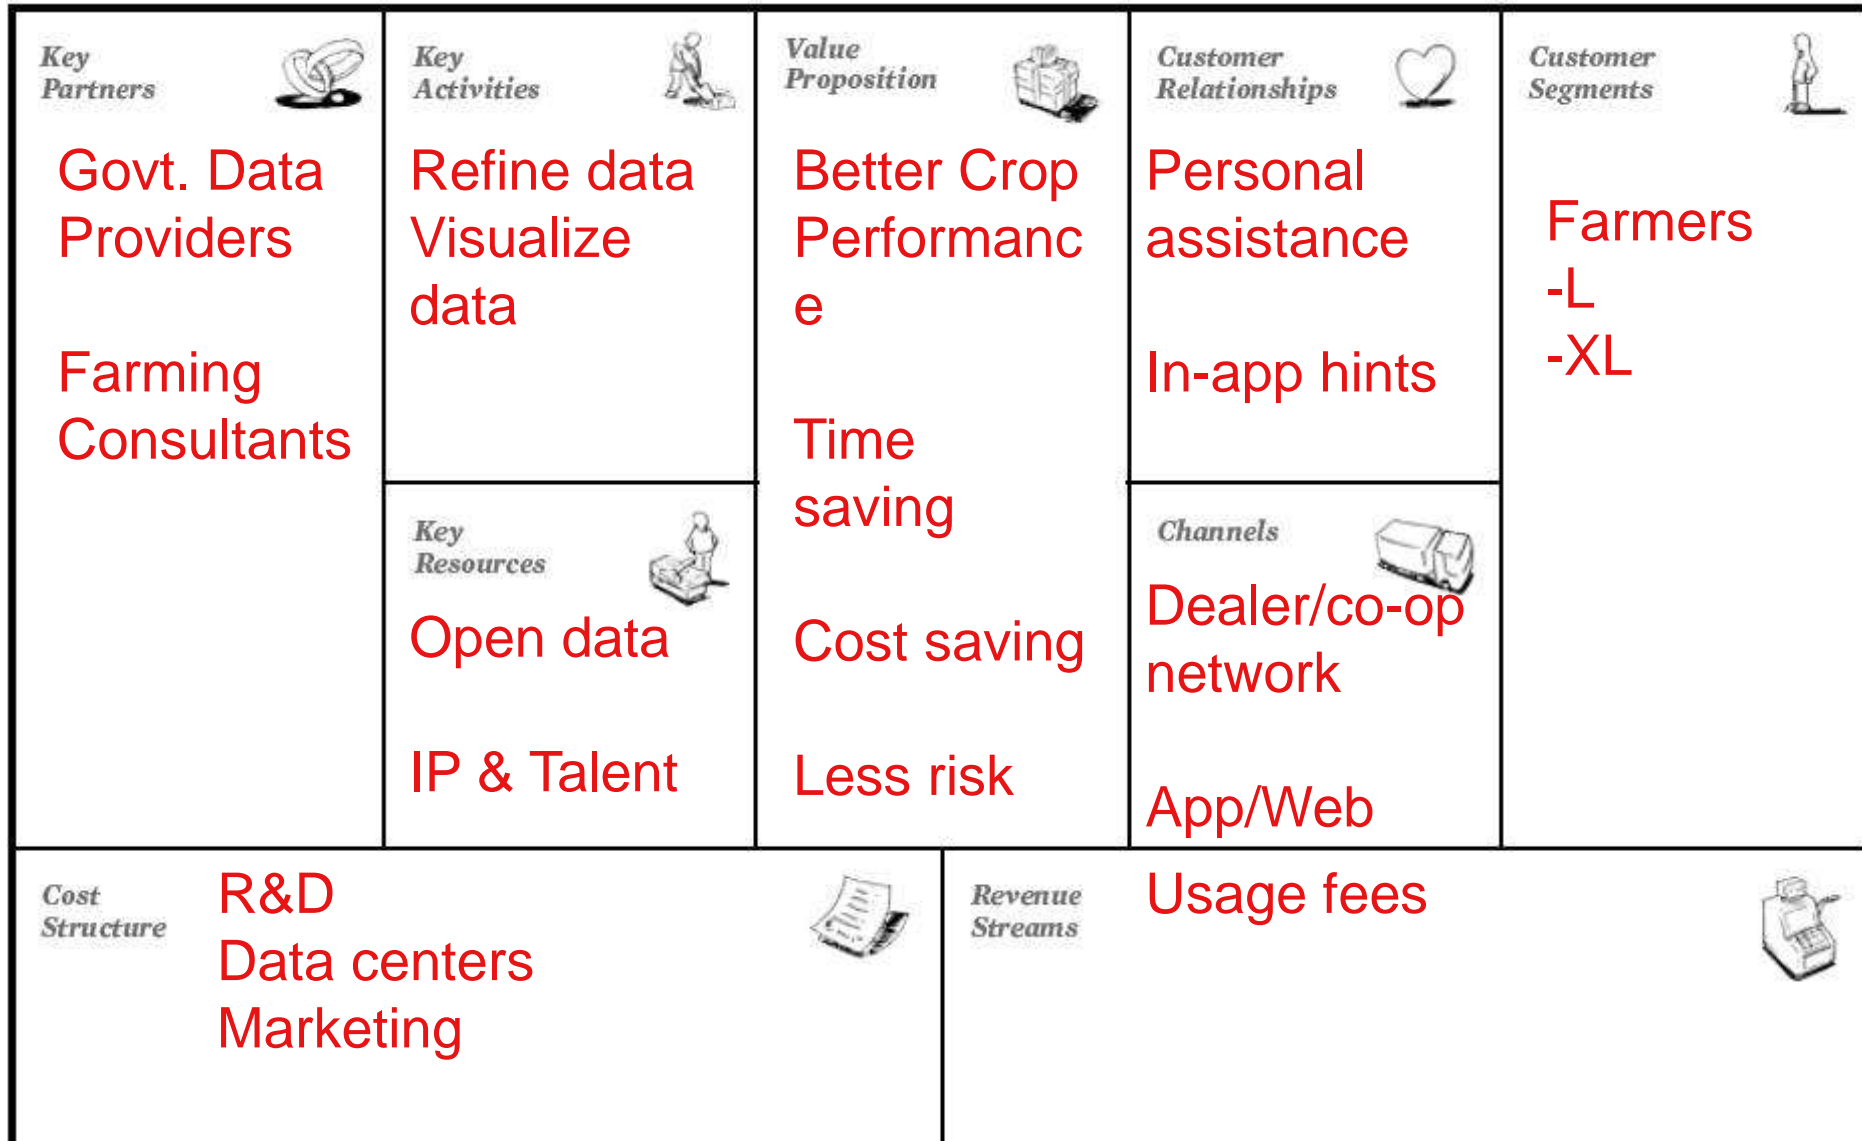 Key
Partners
Govt. Data
Providers
Farming
Consultants
Key
Activities
Refine data
Visualize
data
Key
Resources
Open data
IP & Talent
Value
Proposition
Better Crop
Performanc
e
Time
saving
Cost saving
Less risk
Customer
Relationships
Personal
assistance
In-app hints
Channels
Dealer/co-op
network
App/Web
Customer
Segments
Farmers
-L
-XL
Cost
Structure
R&D
Data centers
Marketing
Revenue
Streams
Usage fees